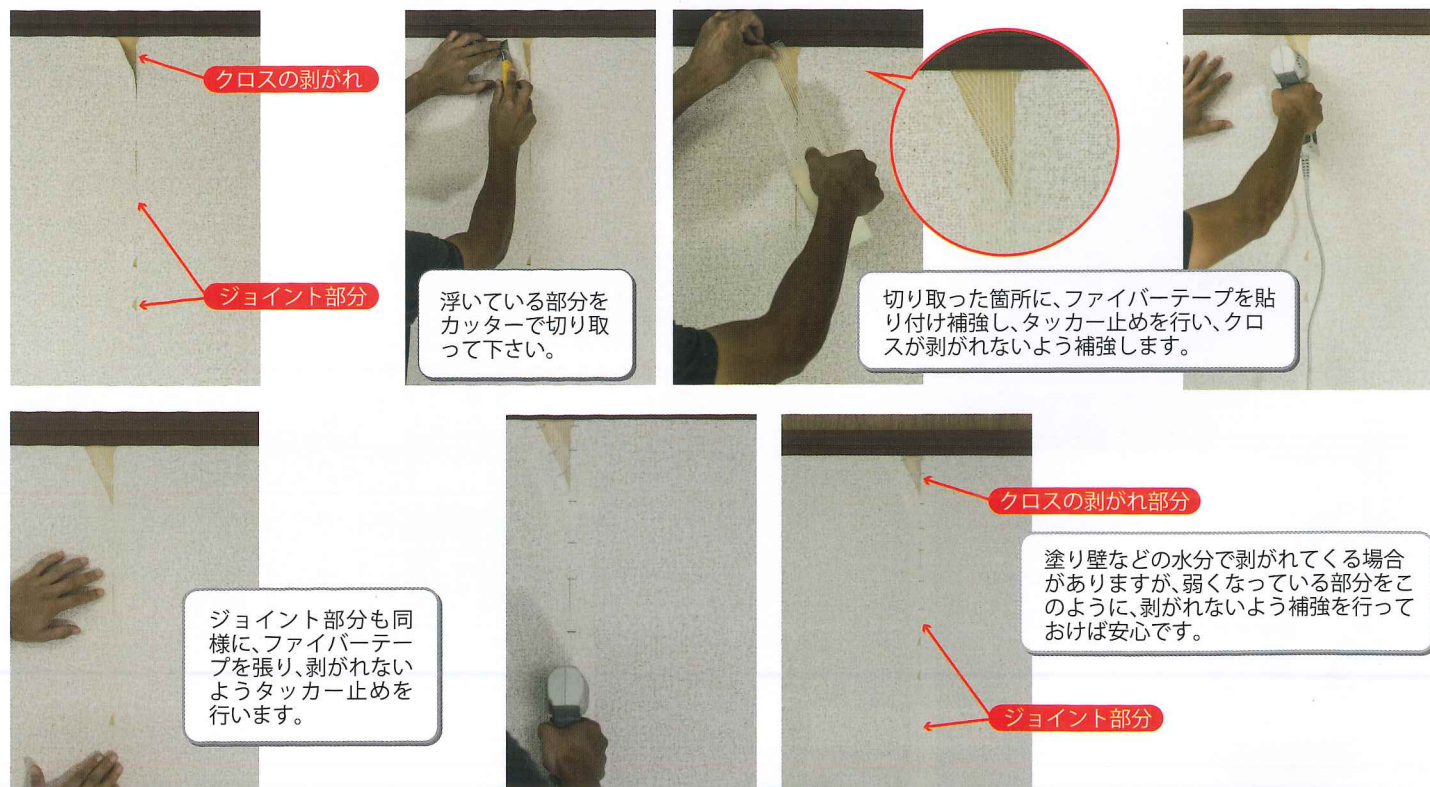 クロスの剥がれ
ジョイント部分
浮いている部分を
カッターで切り取
って下さい。
切り取った箇所に、ファイバーテープを貼
り付け補強し、タッカー止めを行い、クロ
スが剥がれないよう補強します。
ジョイント部分も同
様に、ファイバーテー
プを張り、剥がれない
ようタッカー止めを
行います。
クロスの剥がれ部分
塗り壁などの水分で剥がれてくる場合
がありますが、弱くなっている部分をこ
のように、剥がれないよう補強を行って
おけば安心です。
ジョイント部分